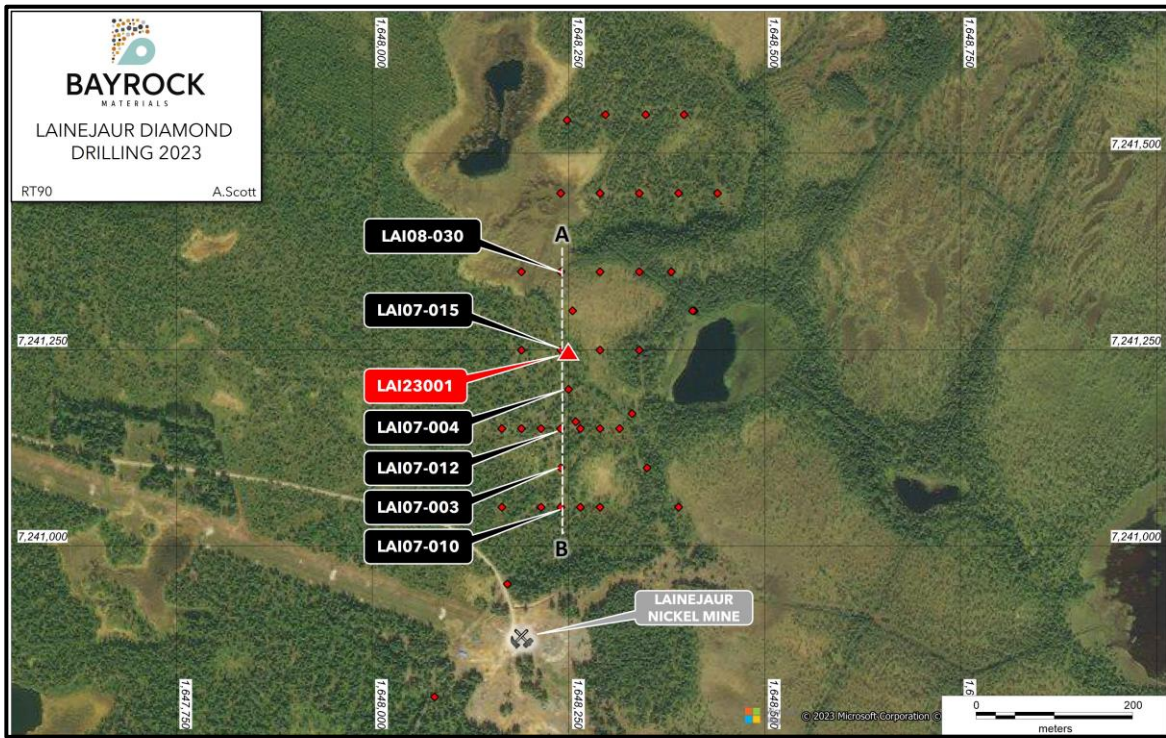 BAYROCK
MATERIALS
LAINEJAUR DIAMOND
DRILLING 2023
RT90 A.Scott
1,648,000
1,648,250
1,648,500
1,648,750
7,241,500
7,241,250
7,241,250
7,241,000
7,241,000
A
LAI08-030
LAI07-015
LAI23001
LAI07-004
LAI07-012
LAI07-003
LAI07-010
B
LAINEJAUR
NICKEL MINE
1,647,750
1,648,000
1,648,250
1,648,500
© 2023 Microsoft Corporation ©
0 200
meters